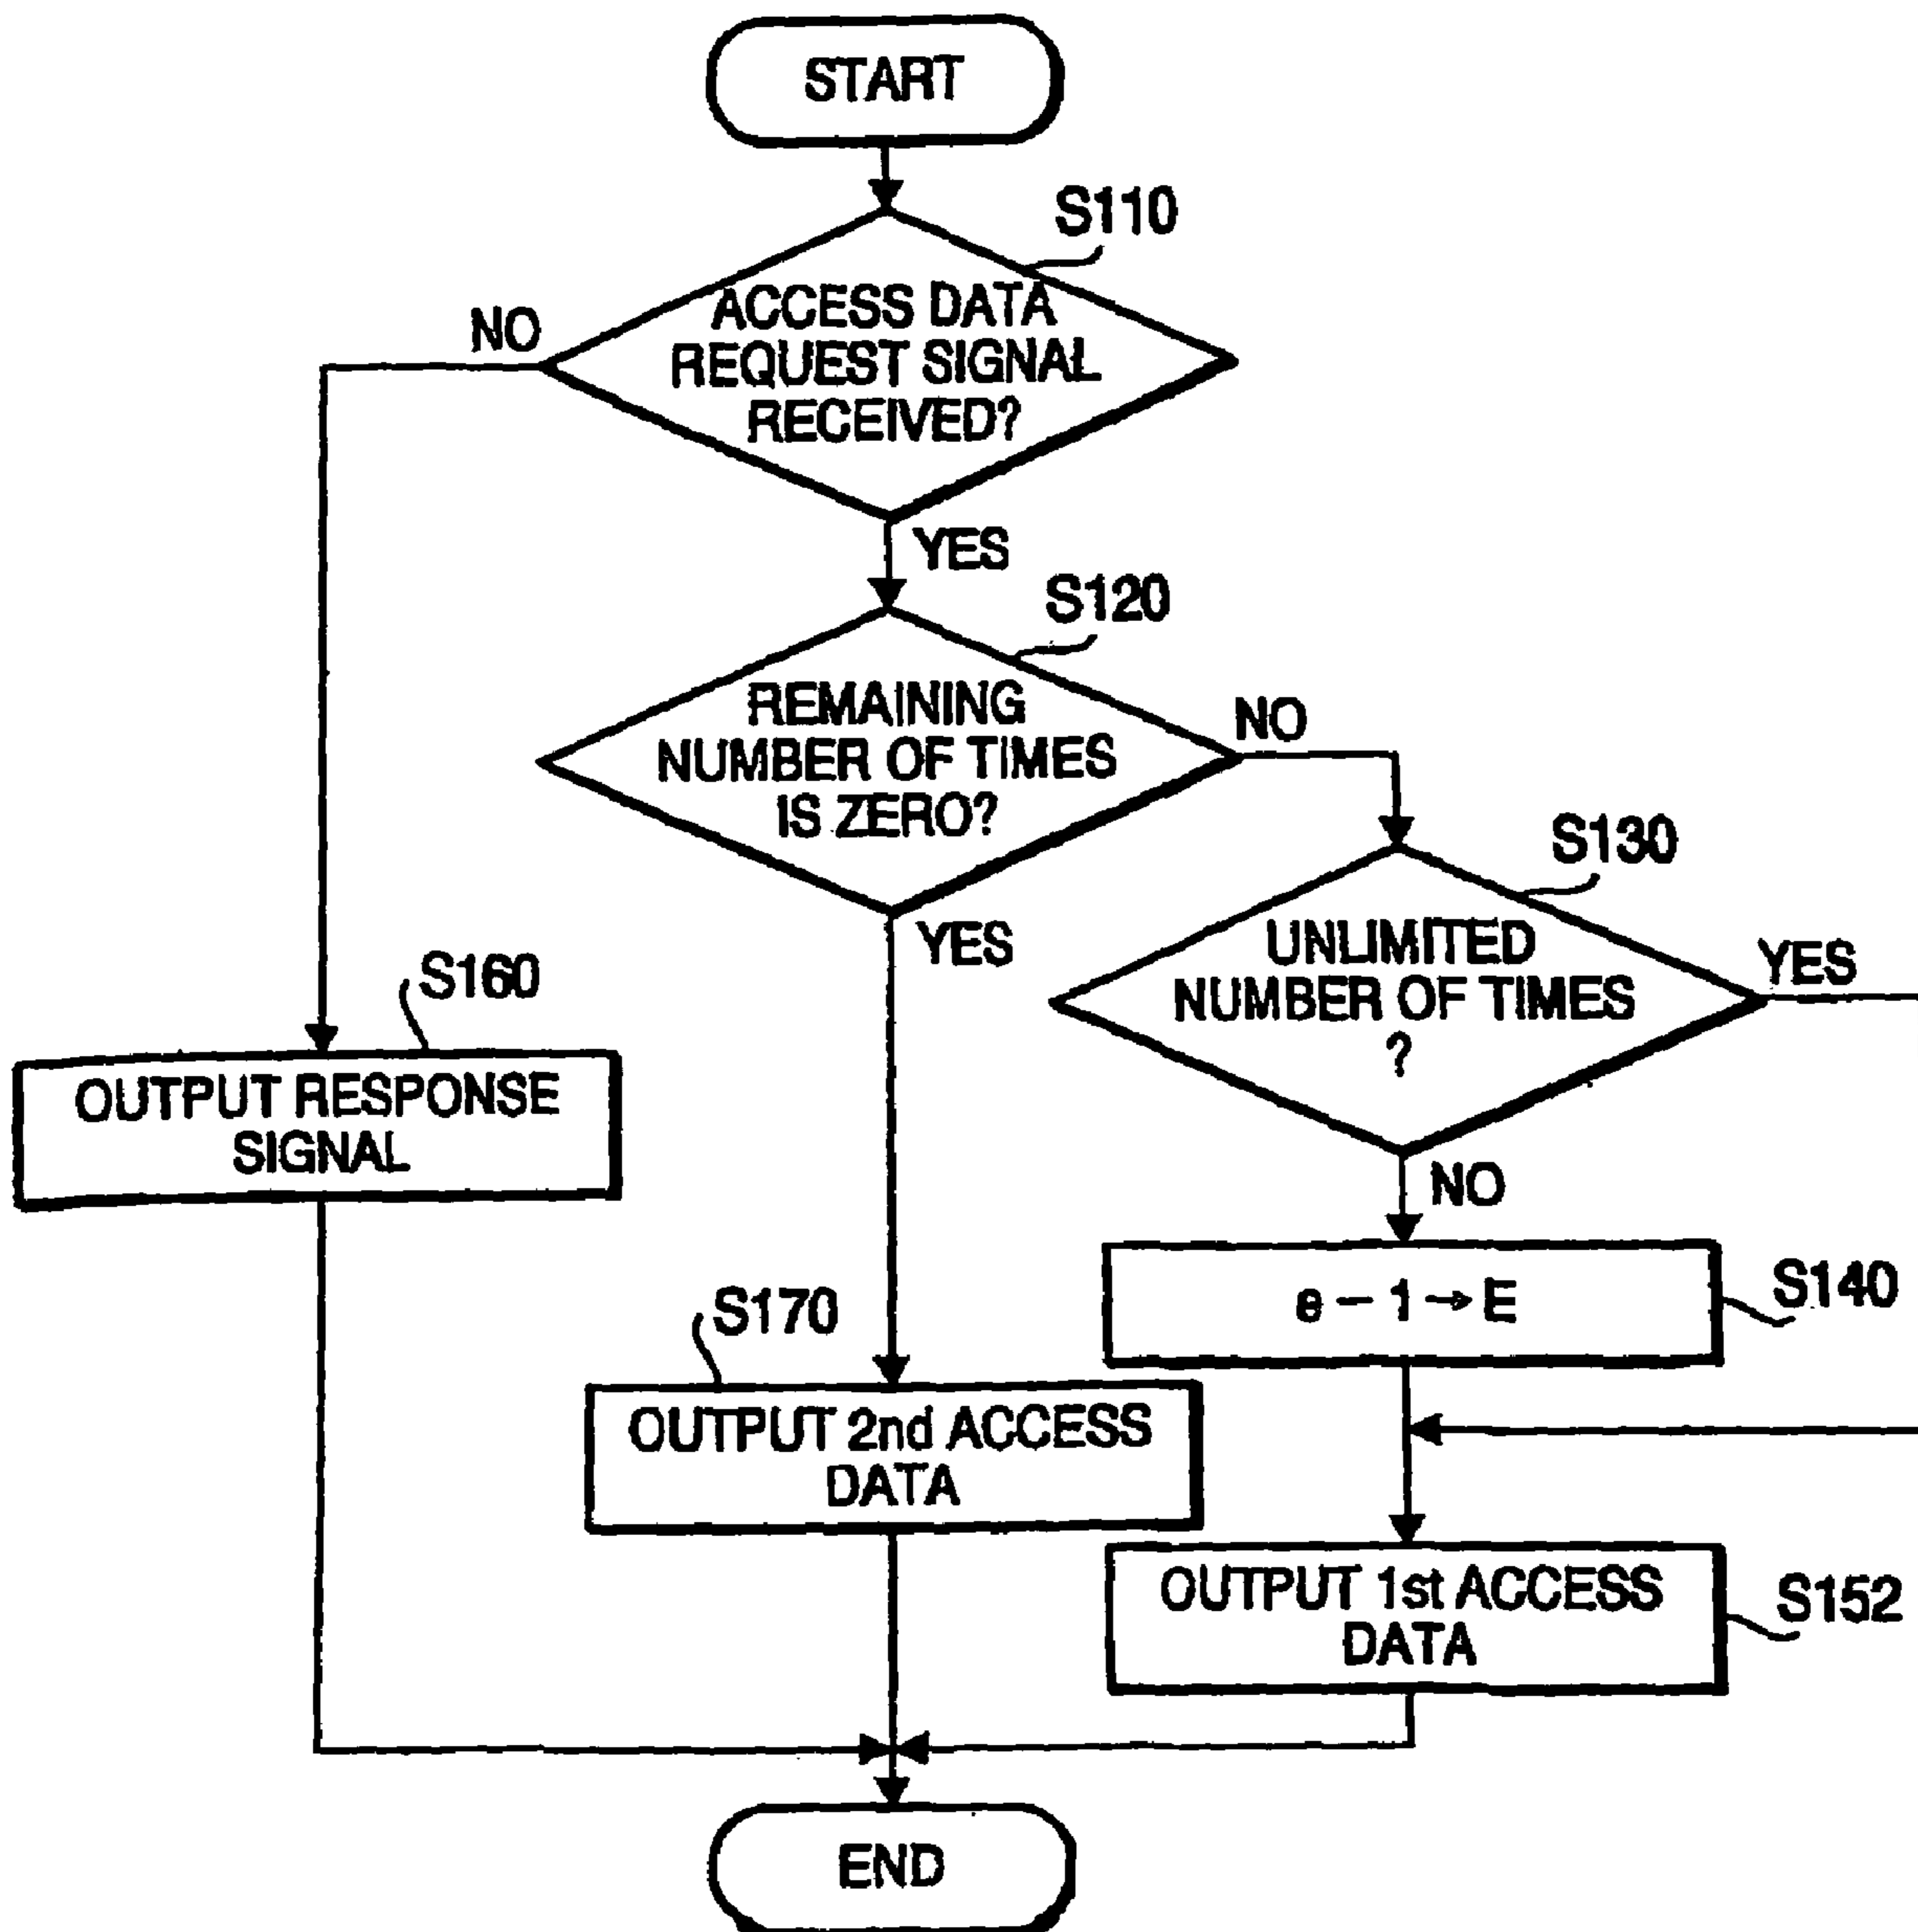 START
S110
NO
ACCESS DATA
REQUEST SIGNAL
RECEIVED?
YES
S120
REMAINING
NUMBER OF TIMES
IS ZERO?
NO
S130
YES
UNLIMITED
NUMBER OF TIMES
?
YES
S160
OUTPUT RESPONSE
SIGNAL
NO
e − 1 → E
S140
S170
OUTPUT 2nd ACCESS
DATA
OUTPUT 1st ACCESS
DATA
S152
END